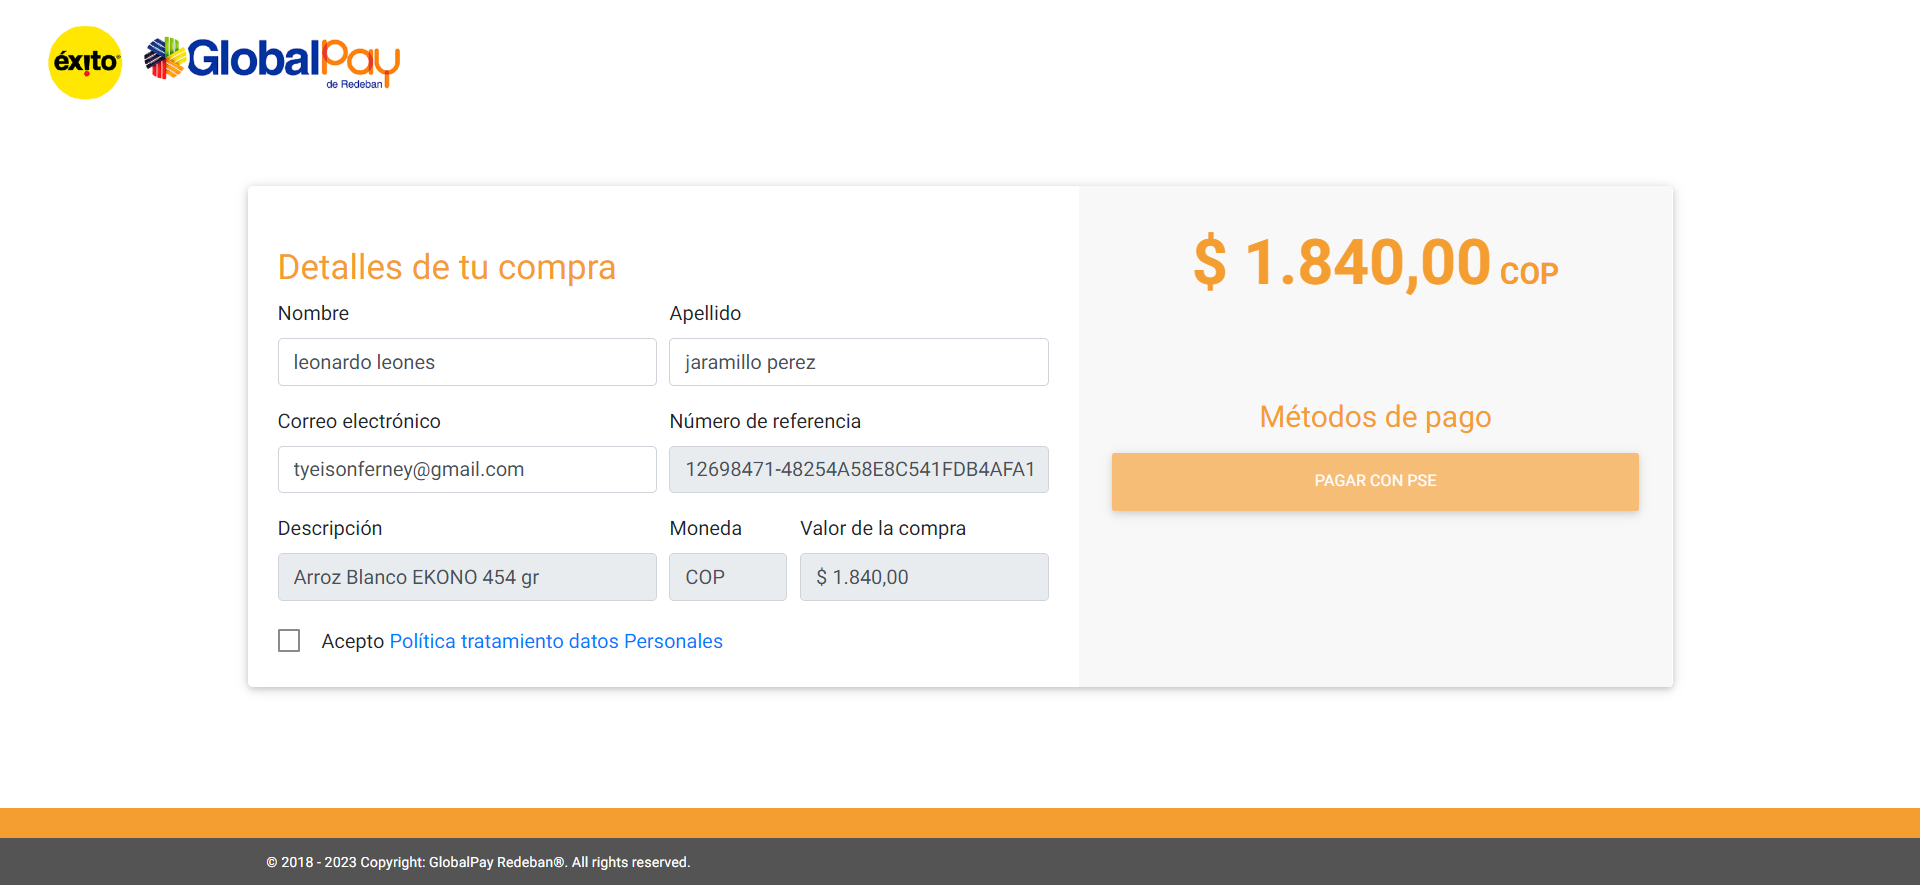 éxito
GlobalPay
de Redeban
Detalles de tu compra
Nombre
Apellido
leonardo leones
jaramillo perez
Correo electrónico
Número de referencia
tyeisonferney@gmail.com
12698471-48254A58E8C541FDB4AFA1
Descripción
Moneda
Valor de la compra
Arroz Blanco EKONO 454 gr
COP
$ 1.840,00
Acepto Política tratamiento datos Personales
$ 1.840,00 COP
Métodos de pago
PAGAR CON PSE
© 2018 - 2023 Copyright: GlobalPay Redeban®. All rights reserved.